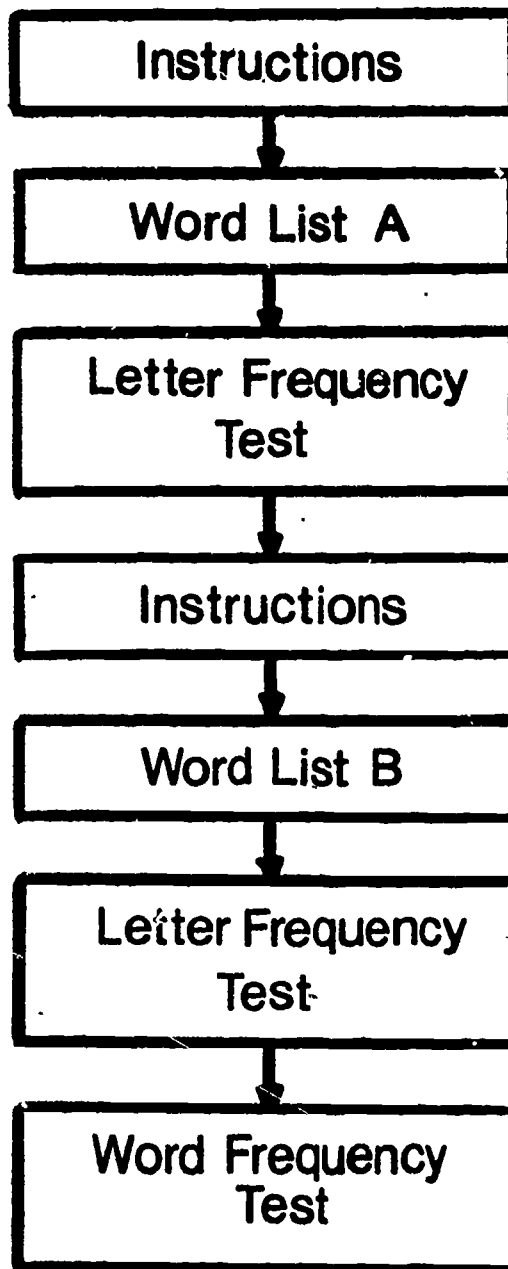 Instructions
Word List A
Letter Frequency
Test
Instructions
Word List B
Letter Frequency
Test
Word Frequency
Test